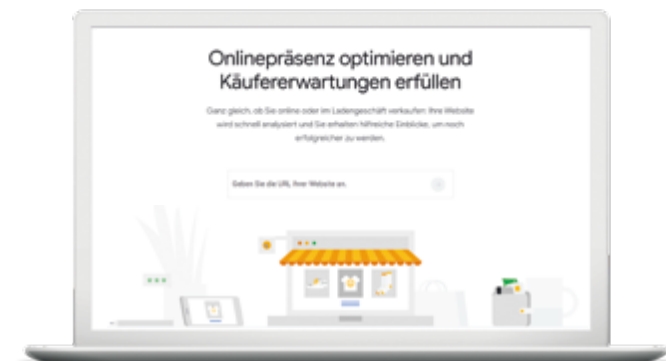 Onlinepräsenz optimieren und
Käufererwartungen erfüllen
Ganz gleich, ob Sie online oder im Ladengeschäft verkaufen: Ihre Website
wird schnell analysiert und Sie erhalten hilfreiche Einblicke, um noch
erfolgreicher zu werden.
Geben Sie die URL Ihrer Website an.